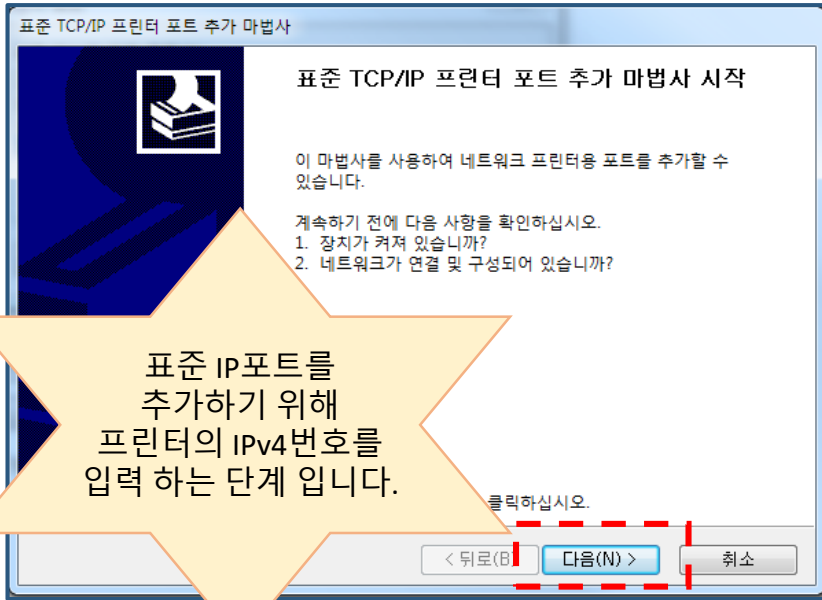 표준 TCP/IP 프린터 포트 추가 마법사
표준 TCP/IP 프린터 포트 추가 마법사 시작
이 마법사를 사용하여 네트워크 프린터용 포트를 추가할 수
있습니다.
계속하기 전에 다음 사항을 확인하십시오.
1. 장치가 켜져 있습니까?
2. 네트워크가 연결 및 구성되어 있습니까?
표준 IP포트를
추가하기 위해
프린터의 IPv4번호를
입력 하는 단계 입니다.
클릭하십시오.
< 뒤로(B) 다음(N) > 취소